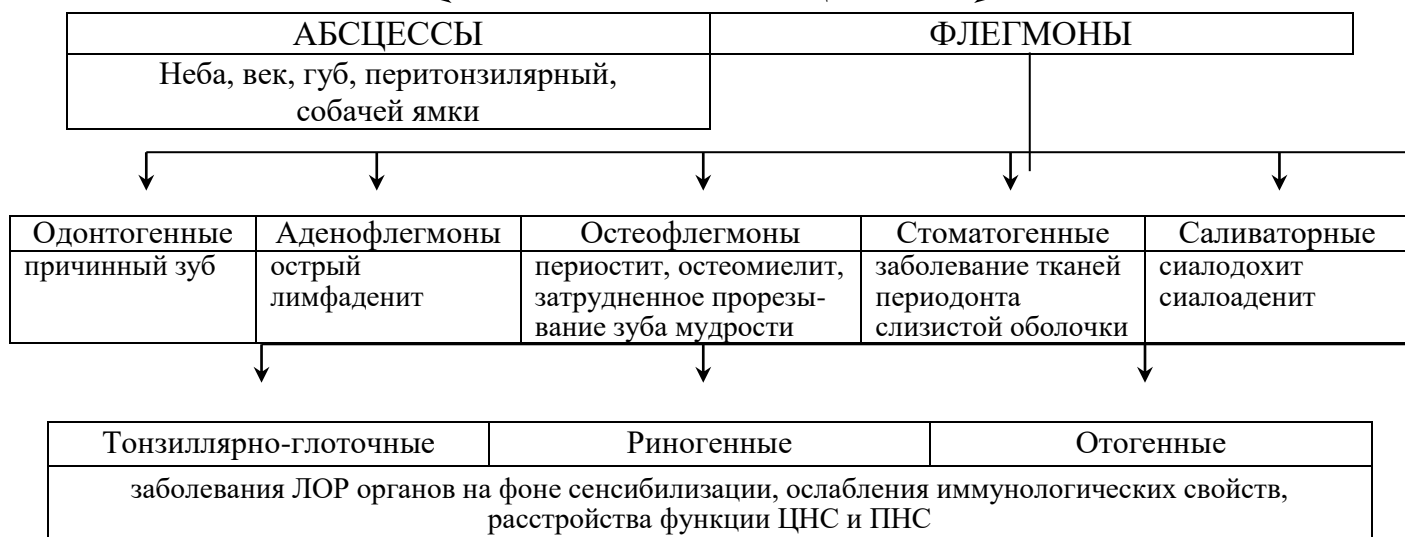 АБСЦЕССЫ ФЛЕГМОНЫ
Неба, век, губ, перитонзилярный,
собачей ямки
Одонтогенные Аденофлегмоны Остеофлегмоны Стоматогенные Саливаторные
причинный зуб острый периостит, остеомиелит, заболевание тканей сиалодохит
лимфаденит затрудненное прорезы- периодонта сиалоаденит
вание зуба мудрости слизистой оболочки
Тонзиллярно-глоточные Риногенные Отогенные
заболевания ЛОР органов на фоне сенсибилизации, ослабления иммунологических свойств,
расстройства функции ЦНС и ПНС